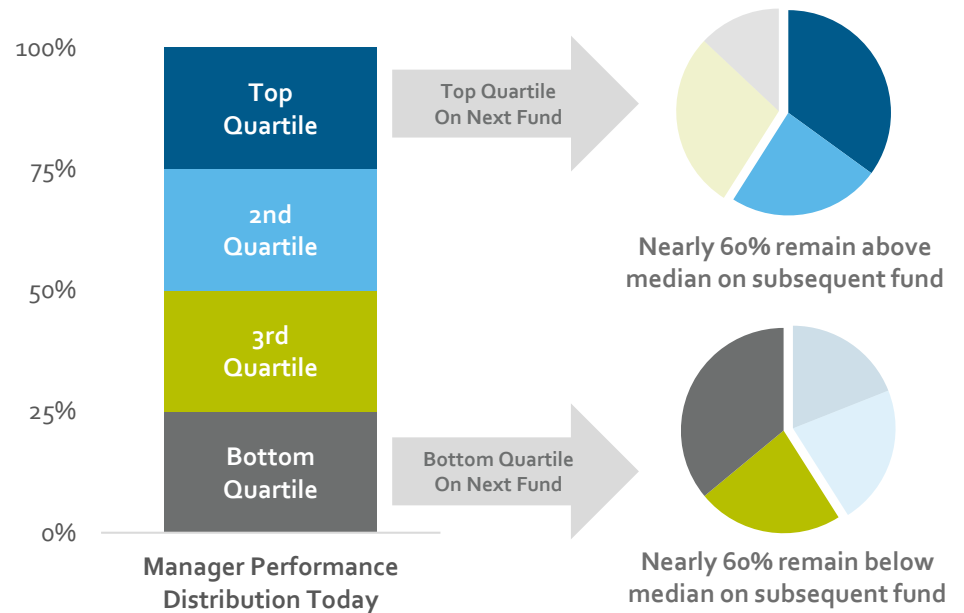 100%
75%
50%
25%
0%
Top
Quartile
2nd
Quartile
3rd
Quartile
Bottom
Quartile
Manager Performance
Distribution Today
Top Quartile
On Next Fund
Nearly 60% remain above
median on subsequent fund
Bottom Quartile
On Next Fund
Nearly 60% remain below
median on subsequent fund